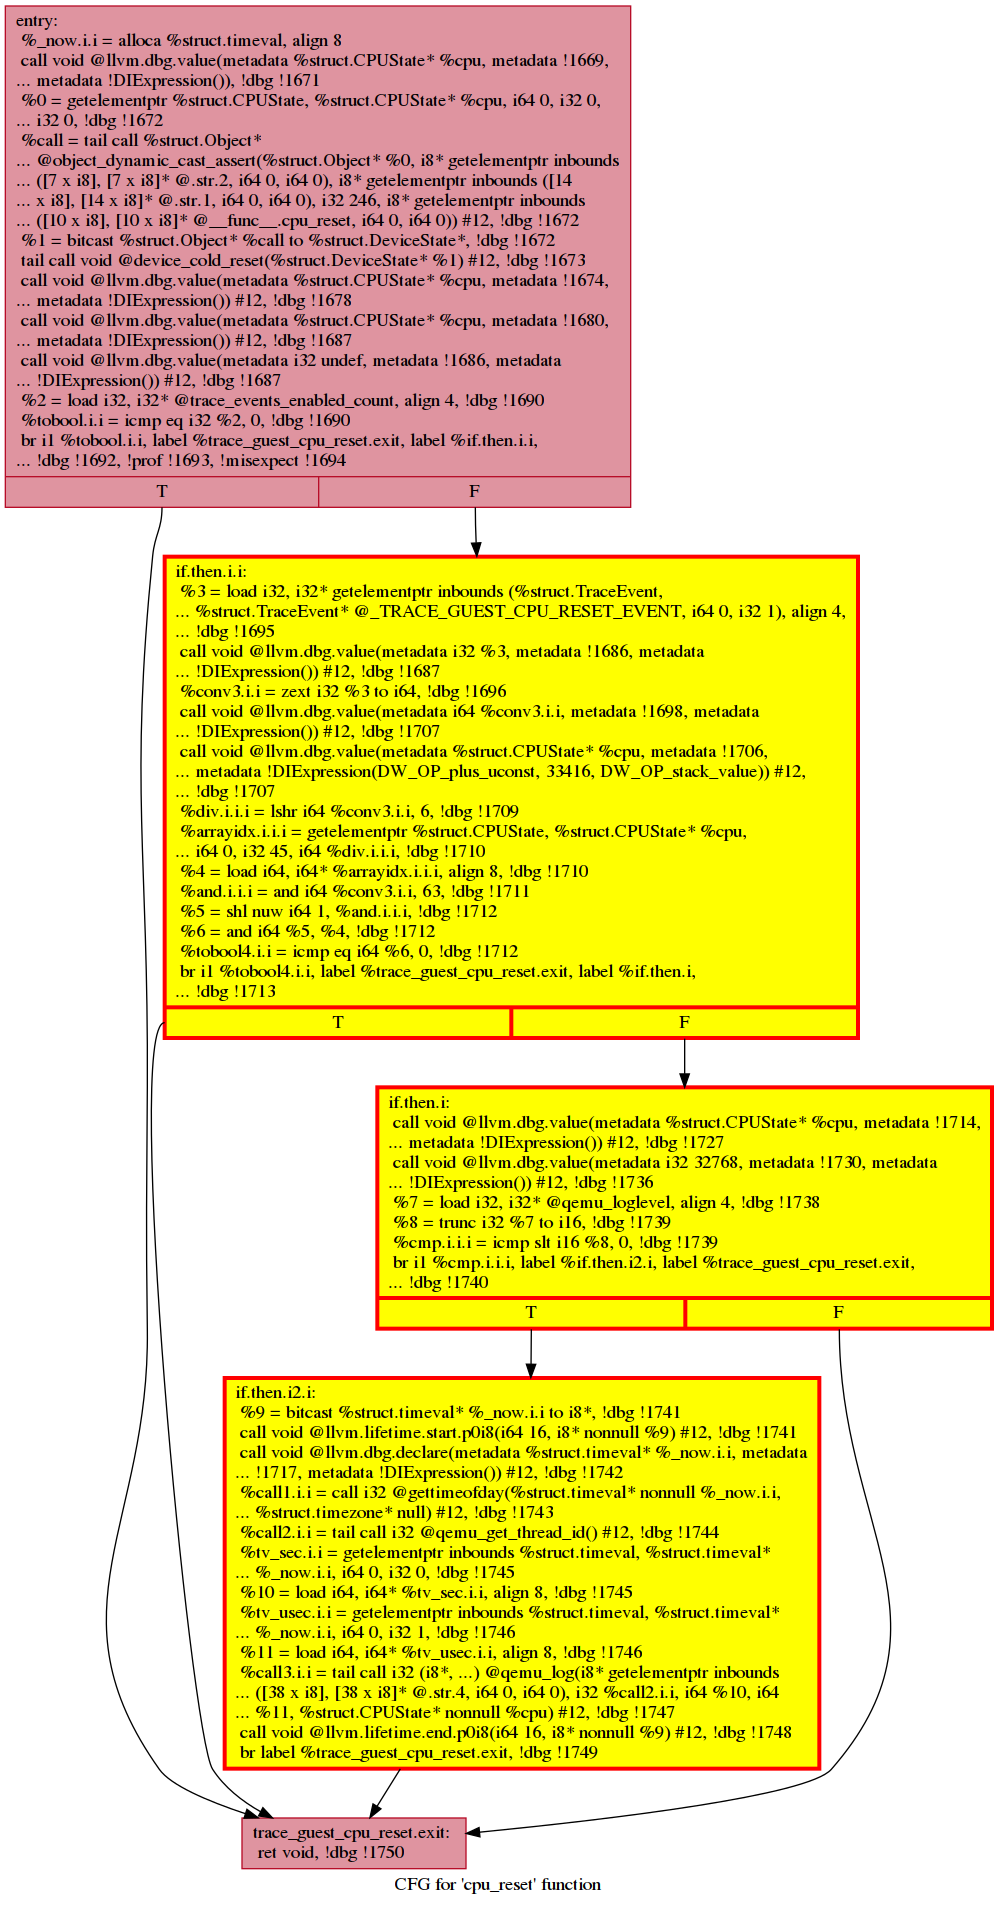 entry:
%_now.i.i = alloca %struct.timeval, align 8
call void @llvm.dbg.value(metadata %struct.CPUState* %cpu, metadata !1669,
... metadata !DIExpression()), !dbg !1671
%0 = getelementptr %struct.CPUState, %struct.CPUState* %cpu, i64 0, i32 0,
... i32 0, !dbg !1672
%call = tail call %struct.Object*
... @object_dynamic_cast_assert(%struct.Object* %0, i8* getelementptr inbounds
... ([7 x i8], [7 x i8]* @.str.2, i64 0, i64 0), i8* getelementptr inbounds ([14
... x i8], [14 x i8]* @.str.1, i64 0, i64 0), i32 246, i8* getelementptr inbounds
... ([10 x i8], [10 x i8]* @__func__.cpu_reset, i64 0, i64 0)) #12, !dbg !1672
%1 = bitcast %struct.Object* %call to %struct.DeviceState*, !dbg !1672
tail call void @device_cold_reset(%struct.DeviceState* %1) #12, !dbg !1673
call void @llvm.dbg.value(metadata %struct.CPUState* %cpu, metadata !1674,
... metadata !DIExpression()) #12, !dbg !1678
call void @llvm.dbg.value(metadata %struct.CPUState* %cpu, metadata !1680,
... metadata !DIExpression()) #12, !dbg !1687
call void @llvm.dbg.value(metadata i32 undef, metadata !1686, metadata
... !DIExpression()) #12, !dbg !1687
%2 = load i32, i32* @trace_events_enabled_count, align 4, !dbg !1690
%tobool.i.i = icmp eq i32 %2, 0, !dbg !1690
br i1 %tobool.i.i, label %trace_guest_cpu_reset.exit, label %if.then.i.i,
... !dbg !1692, !prof !1693, !misexpect !1694
T F
if.then.i.i:
%3 = load i32, i32* getelementptr inbounds (%struct.TraceEvent,
... %struct.TraceEvent* @_TRACE_GUEST_CPU_RESET_EVENT, i64 0, i32 1), align 4,
... !dbg !1695
call void @llvm.dbg.value(metadata i32 %3, metadata !1686, metadata
... !DIExpression()) #12, !dbg !1687
%conv3.i.i = zext i32 %3 to i64, !dbg !1696
call void @llvm.dbg.value(metadata i64 %conv3.i.i, metadata !1698, metadata
... !DIExpression()) #12, !dbg !1707
call void @llvm.dbg.value(metadata %struct.CPUState* %cpu, metadata !1706,
... metadata !DIExpression(DW_OP_plus_uconst, 33416, DW_OP_stack_value)) #12,
... !dbg !1707
%div.i.i.i = lshr i64 %conv3.i.i, 6, !dbg !1709
%arrayidx.i.i.i = getelementptr %struct.CPUState, %struct.CPUState* %cpu,
... i64 0, i32 45, i64 %div.i.i.i, !dbg !1710
%4 = load i64, i64* %arrayidx.i.i.i, align 8, !dbg !1710
%and.i.i.i = and i64 %conv3.i.i, 63, !dbg !1711
%5 = shl nuw i64 1, %and.i.i.i, !dbg !1712
%6 = and i64 %5, %4, !dbg !1712
%tobool4.i.i = icmp eq i64 %6, 0, !dbg !1712
br i1 %tobool4.i.i, label %trace_guest_cpu_reset.exit, label %if.then.i,
... !dbg !1713
T F
if.then.i:
call void @llvm.dbg.value(metadata %struct.CPUState* %cpu, metadata !1714,
... metadata !DIExpression()) #12, !dbg !1727
call void @llvm.dbg.value(metadata i32 32768, metadata !1730, metadata
... !DIExpression()) #12, !dbg !1736
%7 = load i32, i32* @qemu_loglevel, align 4, !dbg !1738
%8 = trunc i32 %7 to i16, !dbg !1739
%cmp.i.i.i = icmp slt i16 %8, 0, !dbg !1739
br i1 %cmp.i.i.i, label %if.then.i2.i, label %trace_guest_cpu_reset.exit,
... !dbg !1740
T F
if.then.i2.i:
%9 = bitcast %struct.timeval* %_now.i.i to i8*, !dbg !1741
call void @llvm.lifetime.start.p0i8(i64 16, i8* nonnull %9) #12, !dbg !1741
call void @llvm.dbg.declare(metadata %struct.timeval* %_now.i.i, metadata
... !1717, metadata !DIExpression()) #12, !dbg !1742
%call1.i.i = call i32 @gettimeofday(%struct.timeval* nonnull %_now.i.i,
... %struct.timezone* null) #12, !dbg !1743
%call2.i.i = tail call i32 @qemu_get_thread_id() #12, !dbg !1744
%tv_sec.i.i = getelementptr inbounds %struct.timeval, %struct.timeval*
... %_now.i.i, i64 0, i32 0, !dbg !1745
%10 = load i64, i64* %tv_sec.i.i, align 8, !dbg !1745
%tv_usec.i.i = getelementptr inbounds %struct.timeval, %struct.timeval*
... %_now.i.i, i64 0, i32 1, !dbg !1746
%11 = load i64, i64* %tv_usec.i.i, align 8, !dbg !1746
%call3.i.i = tail call i32 (i8*, ...) @qemu_log(i8* getelementptr inbounds
... ([38 x i8], [38 x i8]* @.str.4, i64 0, i64 0), i32 %call2.i.i, i64 %10, i64
... %11, %struct.CPUState* nonnull %cpu) #12, !dbg !1747
call void @llvm.lifetime.end.p0i8(i64 16, i8* nonnull %9) #12, !dbg !1748
br label %trace_guest_cpu_reset.exit, !dbg !1749
trace_guest_cpu_reset.exit:
ret void, !dbg !1750
CFG for 'cpu_reset' function